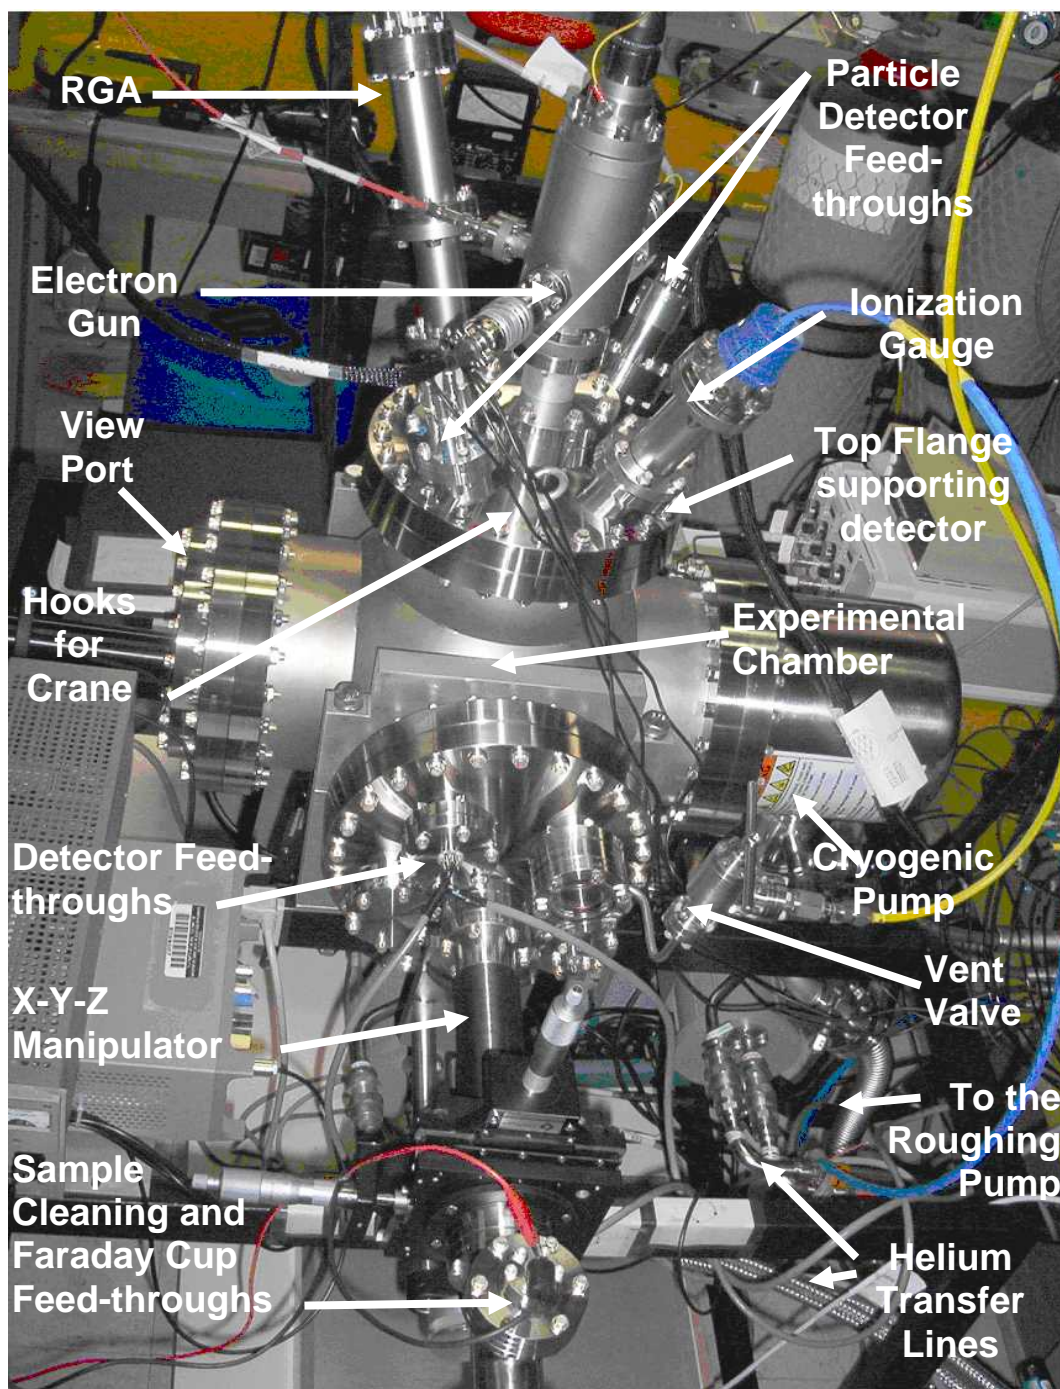 RGA
Particle
Detector
Feed-
throughs
Electron
Gun
Ionization
Gauge
View
Port
Top Flange
supporting
detector
Hooks
for
Crane
Experimental
Chamber
Detector Feed-
throughs
Cryogenic
Pump
Vent
Valve
X-Y-Z
Manipulator
To the
Roughing
Pump
Sample
Cleaning and
Faraday Cup
Feed-throughs
Helium
Transfer
Lines